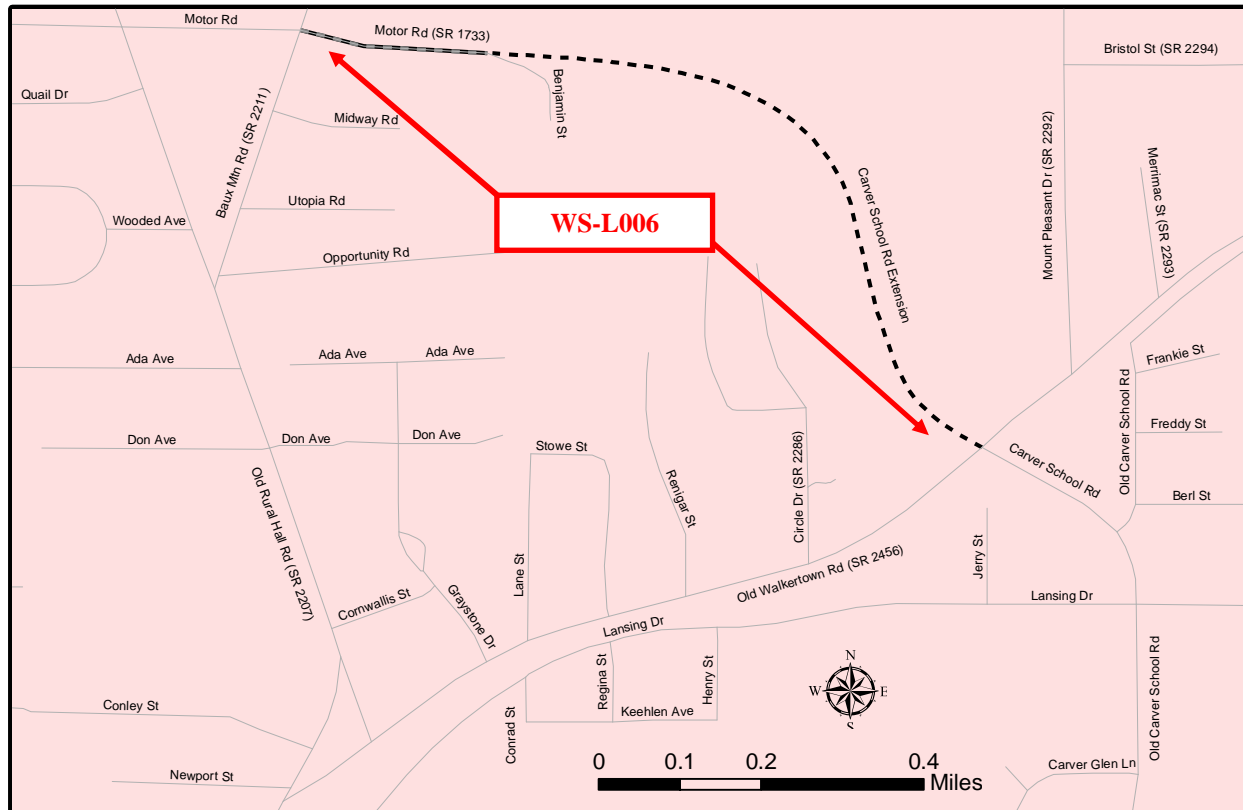 Motor Rd
Motor Rd (SR 1733)
Bristol St (SR 2294)
Quail Dr
Baux Mtn Rd (SR 2211)
Midway Rd
Benjamin St
Mount Pleasant Dr (SR 2292)
Merrimac St (SR 2293)
Wooded Ave
Utopia Rd
WS-L006
Carver School Rd Extension
Opportunity Rd
Ada Ave
Ada Ave
Ada Ave
Frankie St
Old Carver School Rd
Don Ave
Don Ave
Don Ave
Stowe St
Freddy St
Renigar St
Circle Dr (SR 2286)
Carver School Rd
Berl St
Old Rural Hall Rd (SR 2207)
Lane St
Jerry St
Old Walkertown Rd (SR 2456)
Cornwallis St
Graystone Dr
Lansing Dr
Lansing Dr
Regina St
Henry St
N
W
E
S
Old Carver School Rd
Conley St
Conrad St
Keehlen Ave
Newport St
0
0.1
0.2
0.4
Miles
Carver Glen Ln